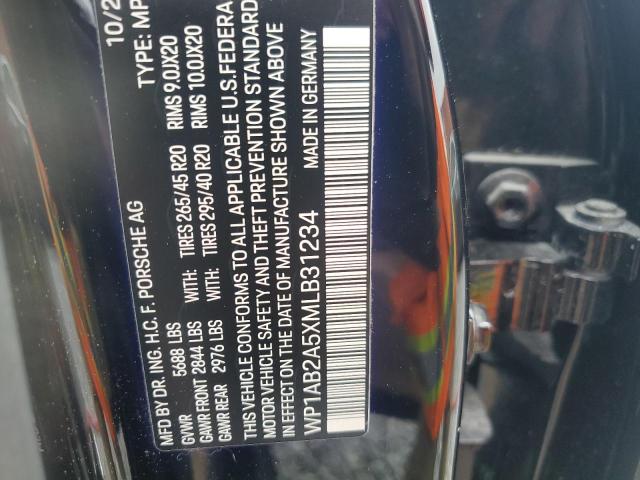 10/2
MFD BY DR. ING. H.C. F. PORSCHE AG TYPE: MP
GVWR 5688 LBS WITH: TIRES 265/45 R20 RIMS 9.0JX20
GAWR FRONT 2844 LBS WITH: TIRES 295/40 R20 RIMS 10.0JX20
GAWR REAR 2976 LBS
THIS VEHICLE CONFORMS TO ALL APPLICABLE U.S.FEDERA
MOTOR VEHICLE SAFETY AND THEFT PREVENTION STANDARD
IN EFFECT ON THE DATE OF MANUFACTURE SHOWN ABOVE
WP1AB2A5XMLB31234 MADE IN GERMANY